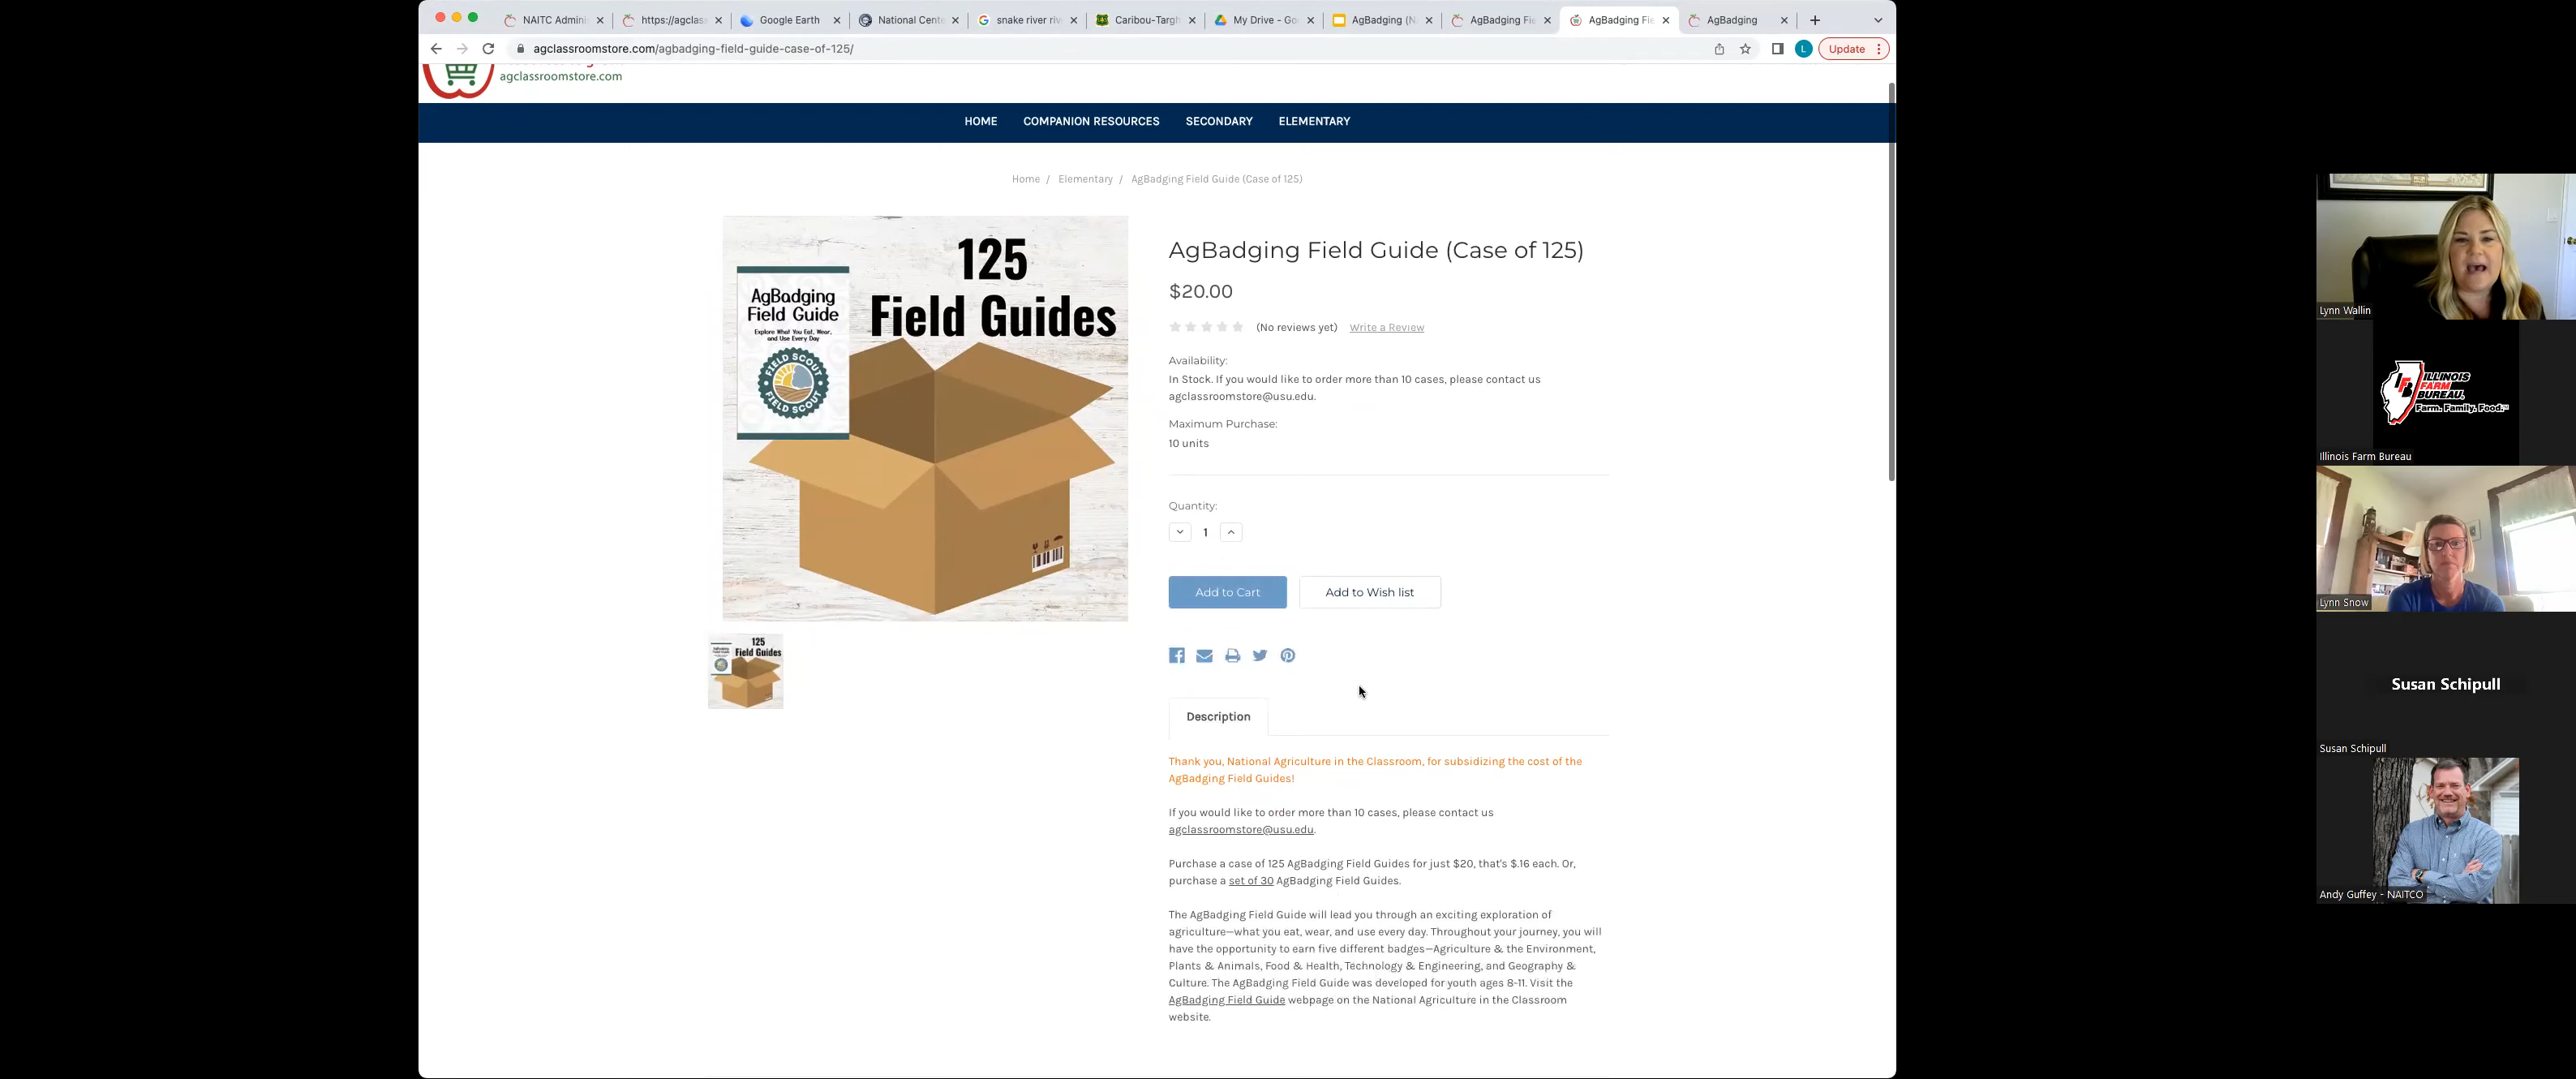 NAITC Admini
https://agclass
Google Earth
National Cente
snake river riv
Caribou-Targh
My Drive - Goo
AgBadging (N
AgBadging Fie
AgBadging Fie
AgBadging
agclassroomstore.com/agbadging-field-guide-case-of-125/
L
Update
agclassroomstore.com
HOME
COMPANION RESOURCES
SECONDARY
ELEMENTARY
Home / Elementary / AgBadging Field Guide (Case of 125)
125
Field Guides
AgBadging
Field Guide
Explore What You Eat, Wear,
and Use Every Day
FIELD SCOUT
FIELD SCOUT
125
Field Guides
AgBadging Field Guide (Case of 125)
$20.00
(No reviews yet) Write a Review
Availability:
In Stock. If you would like to order more than 10 cases, please contact us
agclassroomstore@usu.edu.
Maximum Purchase:
10 units
Quantity:
1
Add to Cart
Add to Wish list
Description
Thank you, National Agriculture in the Classroom, for subsidizing the cost of the
AgBadging Field Guides!
If you would like to order more than 10 cases, please contact us
agclassroomstore@usu.edu.
Purchase a case of 125 AgBadging Field Guides for just $20, that's $.16 each. Or,
purchase a set of 30 AgBadging Field Guides.
The AgBadging Field Guide will lead you through an exciting exploration of
agriculture—what you eat, wear, and use every day. Throughout your journey, you will
have the opportunity to earn five different badges—Agriculture & the Environment,
Plants & Animals, Food & Health, Technology & Engineering, and Geography &
Culture. The AgBadging Field Guide was developed for youth ages 8-11. Visit the
AgBadging Field Guide webpage on the National Agriculture in the Classroom
website.
Lynn Wallin
ILLINOIS
FARM
BUREAU.
Farm. Family. Food.™
Illinois Farm Bureau
Lynn Snow
Susan Schipull
Susan Schipull
Andy Guffey - NAITCO